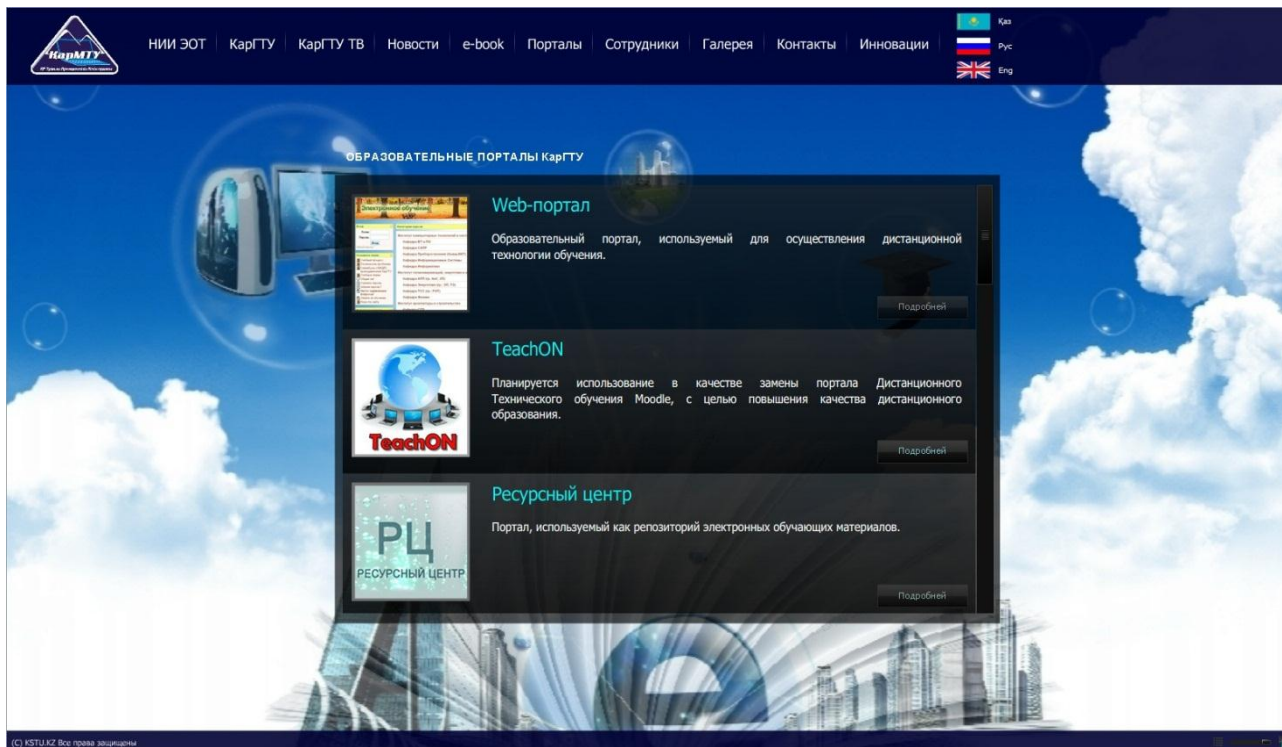 КарМТУ
НИИ ЭОТ КарГТУ КарГТУ ТВ Новости e-book Порталы Сотрудники Галерея Контакты Инновации
Қаз
Рус
Eng
ОБРАЗОВАТЕЛЬНЫЕ ПОРТАЛЫ КарГТУ
Электронное обучение
Web-портал
Образовательный портал, используемый для осуществления дистанционной
технологии обучения.
Подробней
TeachON
TeachON
Планируется использование в качестве замены портала Дистанционного
Технического обучения Moodle, с целью повышения качества дистанционного
образования.
Подробней
РЦ
РЕСУРСНЫЙ ЦЕНТР
Ресурсный центр
Портал, используемый как репозиторий электронных обучающих материалов.
Подробней
(C) KSTU.KZ Все права защищены